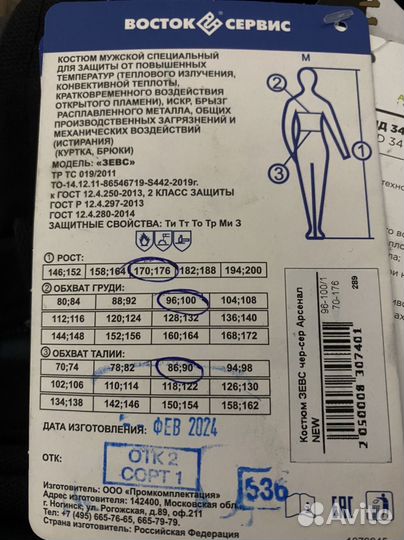 ВОСТОК СЕРВИС
КОСТЮМ МУЖСКОЙ СПЕЦИАЛЬНЫЙ
ДЛЯ ЗАЩИТЫ ОТ ПОВЫШЕННЫХ
ТЕМПЕРАТУР (ТЕПЛОВОГО ИЗЛУЧЕНИЯ,
КОНВЕКТИВНОЙ ТЕПЛОТЫ,
КРАТКОВРЕМЕННОГО ВОЗДЕЙСТВИЯ
ОТКРЫТОГО ПЛАМЕНИ), ИСКР, БРЫЗГ
РАСПЛАВЛЕННОГО МЕТАЛЛА, ОБЩИХ
ПРОИЗВОДСТВЕННЫХ ЗАГРЯЗНЕНИЙ И
МЕХАНИЧЕСКИХ ВОЗДЕЙСТВИЙ
(ИСТИРАНИЯ)
(КУРТКА, БРЮКИ)
МОДЕЛЬ: «ЗЕВС»
ТР ТС 019/2011
ТО-14.12.11-86546719-S442-2019г.
к ГОСТ 12.4.250-2013, 2 КЛАСС ЗАЩИТЫ
ГОСТ Р 12.4.297-2013
ГОСТ 12.4.280-2014
ЗАЩИТНЫЕ СВОЙСТВА: Ти Тт То Тр Ми З
М
2
1
3
① РОСТ:
146;152 158;164 170;176 182;188 194;200
② ОБХВАТ ГРУДИ:
80;84 88;92 96;100 104;108
112;116 120;124 128;132 136;140
144;148 152;156 160;164 168;172
③ ОБХВАТ ТАЛИИ:
70;74 78;82 86;90 94;98
102;106 110;114 118;122 126;130
134;138 142;146 150;154 158;162
ДАТА ИЗГОТОВЛЕНИЯ: ФЕВ 2024
ОТК:
ОТК 2
СОРТ 1
536
Изготовитель: ООО «Промкомплектация»
Адрес изготовителя: 142400, Московская обл.
г. Ногинск, ул. Рогожская, д.89, оф.211
Тел: +7 (495) 665-76-65, 665-79-79.
Страна изготовления: Российская Федерация
Костюм ЗЕВС чер-сер Арсенал
NEW
96-100/1
70-176
289
2 050008 307401
EAC
Avito